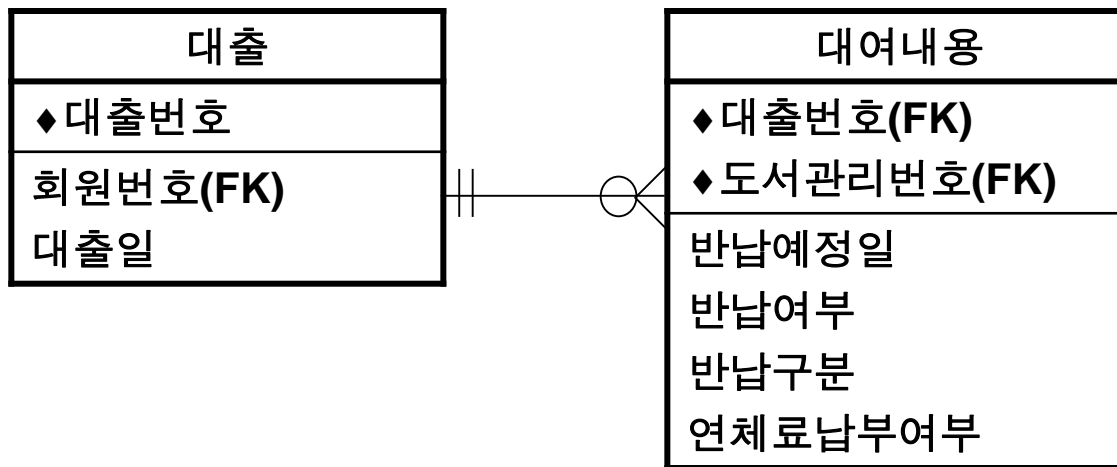 대출
♦대출번호
회원번호(FK)
대출일
대여내용
♦대출번호(FK)
♦도서관리번호(FK)
반납예정일
반납여부
반납구분
연체료납부여부